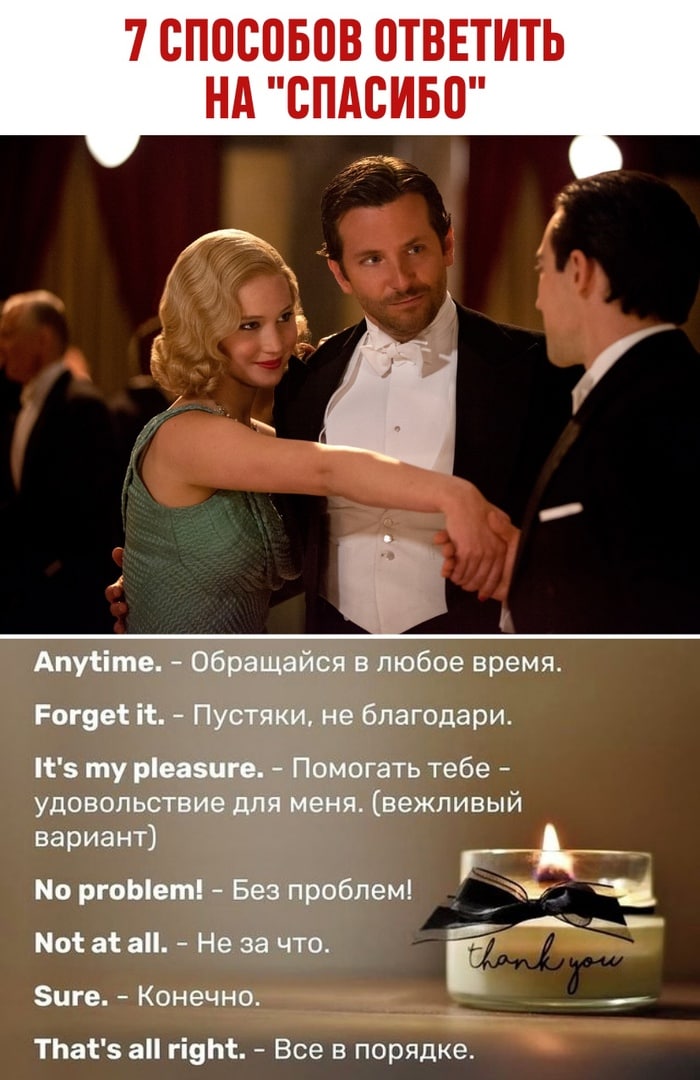 7 СПОСОБОВ ОТВЕТИТЬ
НА "СПАСИБО"
Anytime. - Обращайся в любое время.
Forget it. - Пустяки, не благодари.
It's my pleasure. - Помогать тебе -
удовольствие для меня. (вежливый
вариант)
No problem! - Без проблем!
Not at all. - Не за что.
Sure. - Конечно.
That's all right. - Все в порядке.
thank you